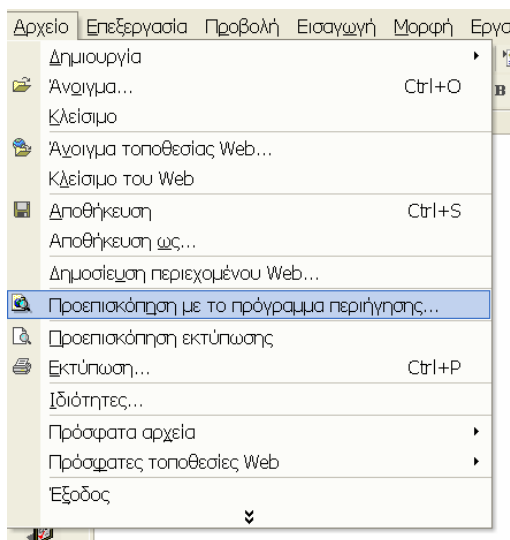 Αρχείο Επεξεργασία Προβολή Εισαγωγή Μορφή
Δημιουργία
Άνοιγμα... Ctrl+O
B
Κλείσιμο
Άνοιγμα τοποθεσίας Web...
Κλείσιμο του Web
Αποθήκευση Ctrl+S
Αποθήκευση ως...
Δημοσίευση περιεχομένου Web...
Προεπισκόπηση με το πρόγραμμα περιήγησης...
Προεπισκόπηση εκτύπωσης
Εκτύπωση... Ctrl+P
Ιδιότητες...
Πρόσφατα αρχεία
Πρόσφατες τοποθεσίες Web
Έξοδος